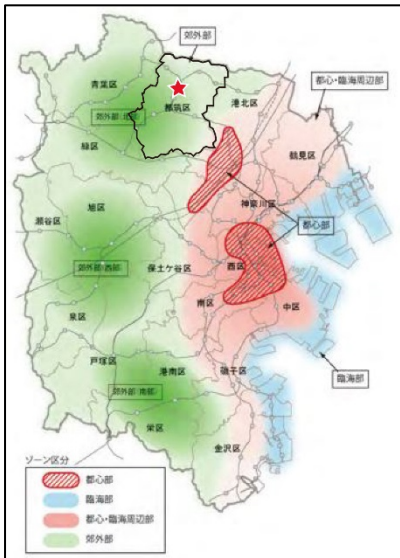 郊外部
青葉区
都筑区
港北区
都心・臨海周辺部
郊外部(北部)
緑区
鶴見区
旭区
神奈川区
瀬谷区
都心部
郊外部(西部)
保土ケ谷区
西区
南区
中区
泉区
戸塚区
港南区
磯子区
臨海部
郊外部(南部)
栄区
金沢区
ゾーン区分
都心部
臨海部
都心・臨海周辺部
郊外部